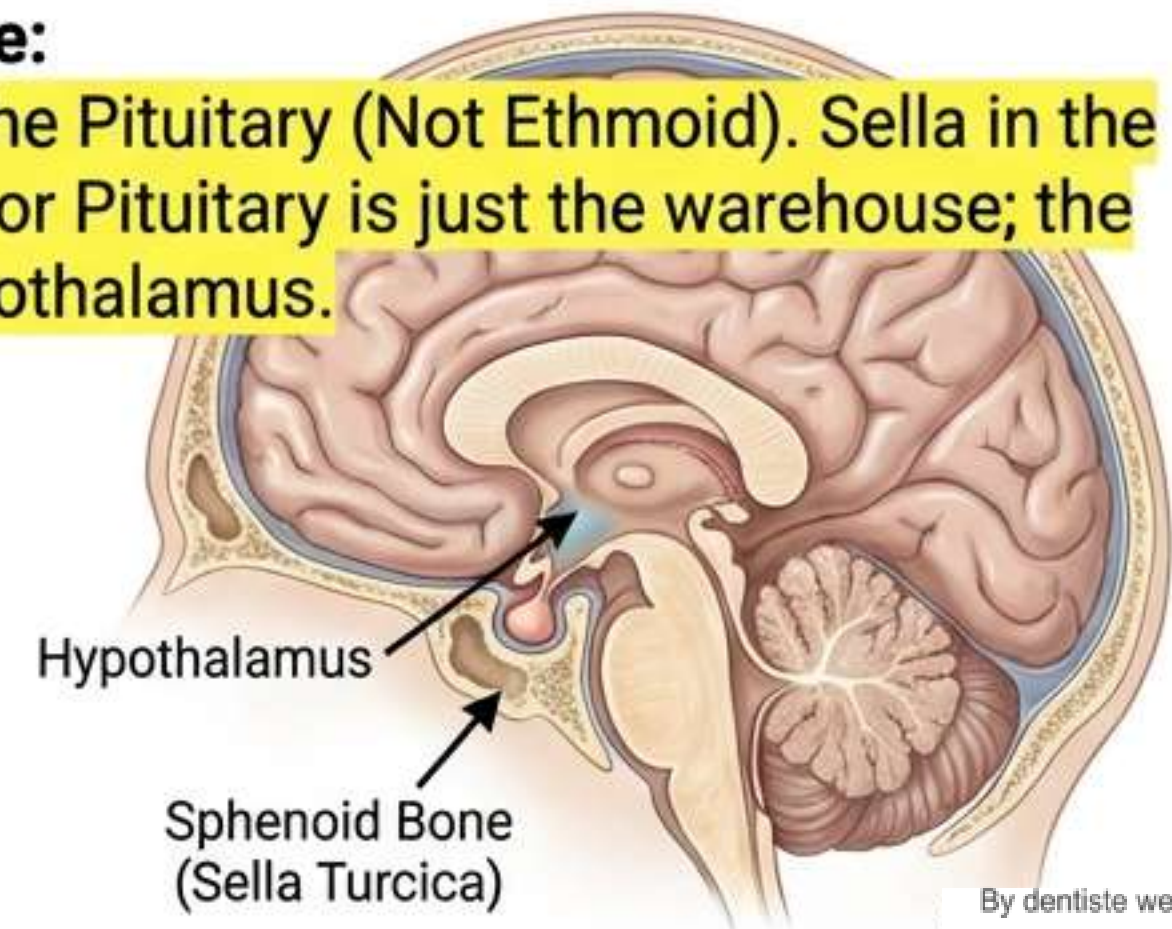 e:
he Pituitary (Not Ethmoid). Sella in the
or Pituitary is just the warehouse; the
othalamus.
Hypothalamus
Sphenoid Bone
(Sella Turcica)
By dentiste we